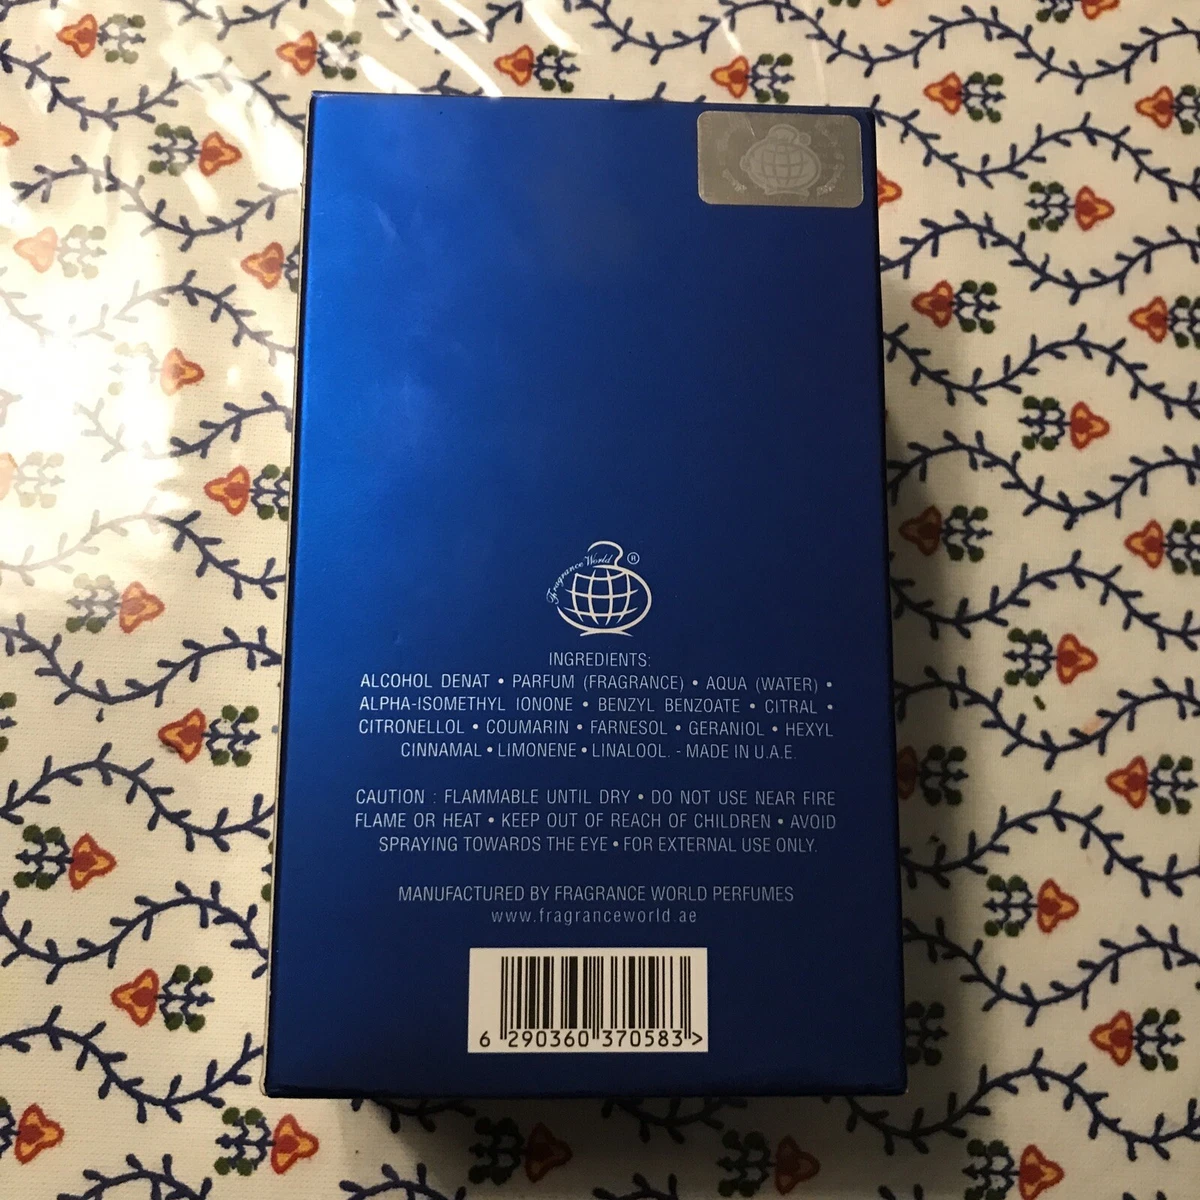 Fragrance World ®
INGREDIENTS:
ALCOHOL DENAT • PARFUM (FRAGRANCE) • AQUA (WATER) •
ALPHA-ISOMETHYL IONONE • BENZYL BENZOATE • CITRAL •
CITRONELLOL • COUMARIN • FARNESOL • GERANIOL • HEXYL
CINNAMAL • LIMONENE • LINALOOL. - MADE IN U.A.E.
CAUTION : FLAMMABLE UNTIL DRY • DO NOT USE NEAR FIRE
FLAME OR HEAT • KEEP OUT OF REACH OF CHILDREN • AVOID
SPRAYING TOWARDS THE EYE • FOR EXTERNAL USE ONLY.
MANUFACTURED BY FRAGRANCE WORLD PERFUMES
www.fragranceworld.ae
6 290360 370583 >